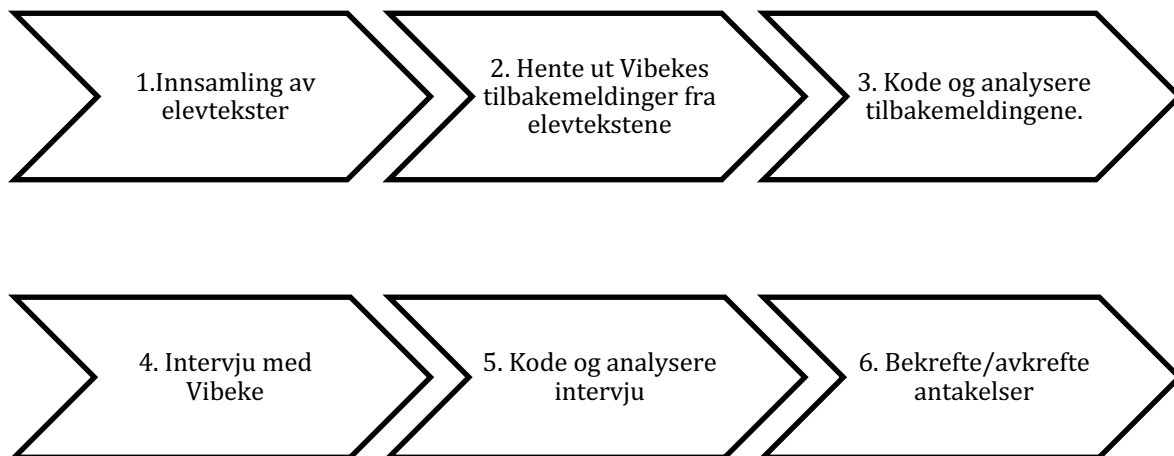 1.Innsamling av
elevtekster
2. Hente ut Vibekes
tilbakemeldinger fra
elevtekstene
3. Kode og analysere
tilbakemeldingene.
4. Intervju med
Vibeke
5. Kode og analysere
intervju
6. Bekrefte/avkrefte
antakelser